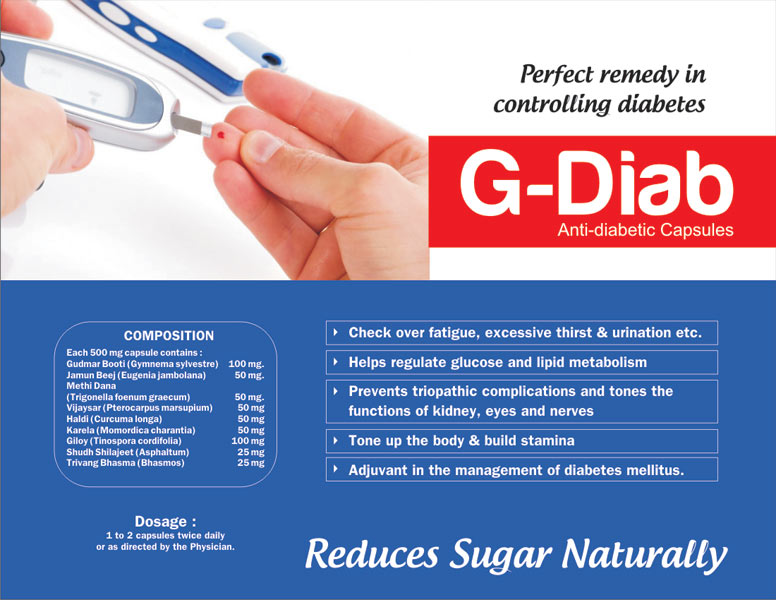 Perfect remedy in
controlling diabetes
G-Diab
Anti-diabetic Capsules
COMPOSITION
Each 500 mg capsule contains :
Gudmar Booti (Gymnema sylvestre) 100 mg.
Jamun Beej (Eugenia jambolana) 50 mg.
Methi Dana
(Trigonella foenum graecum) 50 mg.
Vijaysar (Pterocarpus marsupium) 50 mg
Haldi (Curcuma longa) 50 mg
Karela (Momordica charantia) 50 mg
Giloy (Tinospora cordifolia) 100 mg
Shudh Shilajeet (Asphaltum) 25 mg
Trivang Bhasma (Bhasmos) 25 mg
Dosage :
1 to 2 capsules twice daily
or as directed by the Physician.
Check over fatigue, excessive thirst & urination etc.
Helps regulate glucose and lipid metabolism
Prevents triopathic complications and tones the
functions of kidney, eyes and nerves
Tone up the body & build stamina
Adjuvant in the management of diabetes mellitus.
Reduces Sugar Naturally